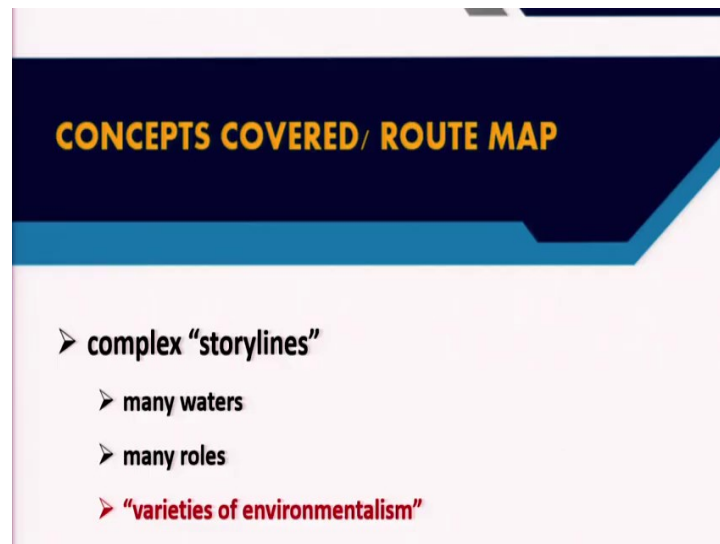 CONCEPTS COVERED/ ROUTE MAP
➢ complex “storylines”
➢ many waters
➢ many roles
➢ “varieties of environmentalism”